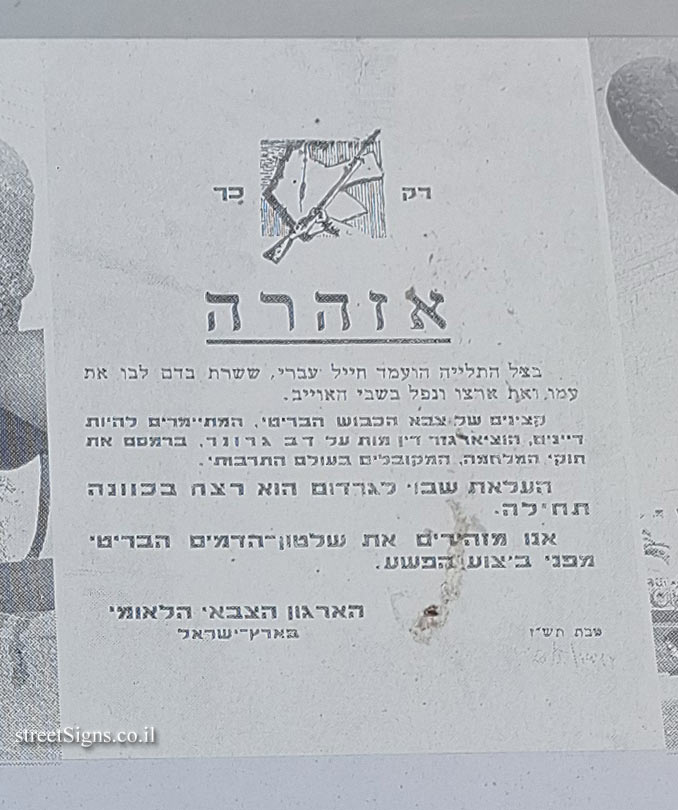 רק כך
אזהרה
בצל התלייה הועמד חייל עברי, ששרת בדם לבו את
עמו ואת ארצו ונפל בשבי האוייב.
קצינים של צבא הכבוש הבריטי, המתיימרים להיות
דיינים, הוציאו גזר דין מות על דב גרונר, ברמסם את
חוקי המלחמה, המקובלים בעולם התרבותי.
העלאת שבוי לגרדום הוא רצח בכוונה
תחילה.
אנו מזהירים את שלטון-הדמים הבריטי
מפני ביצוע הפשע.
הארגון הצבאי הלאומי
בארץ-ישראל
טבת תש"ז
streetSigns.co.il